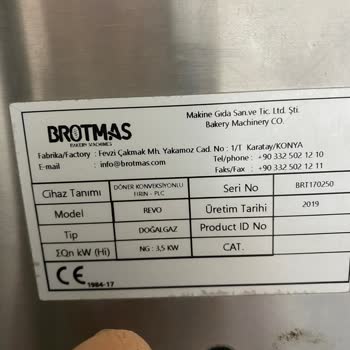 BROTMAS
BAKERY MACHINES
Makine Gıda San.ve Tic. Ltd. Şti.
Bakery Machinery CO.
Fabrika/Factory : Fevzi Çakmak Mh. Yakamoz Cad. No : 1/T Karatay/KONYA
E-mail : info@brotmas.com
Tel/phone : +90 332 502 12 10
Faks/Fax : +90 332 502 12 11
Cihaz Tanımı DÖNER KONVEKSİYONLU FIRIN - PLC Seri No BRT170250
Model REVO Üretim Tarihi 2019
Tip DOĞALGAZ Product ID No
ΣQn kW (Hi) NG : 3,5 KW CAT.
CE 1984-17